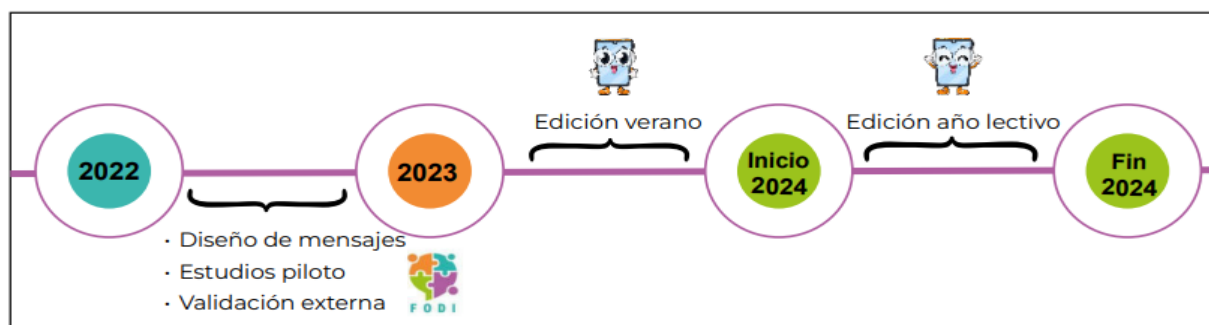 2022
· Diseño de mensajes
· Estudios piloto
· Validación externa
2023
FODI
Edición verano
Inicio
2024
Edición año lectivo
Fin
2024